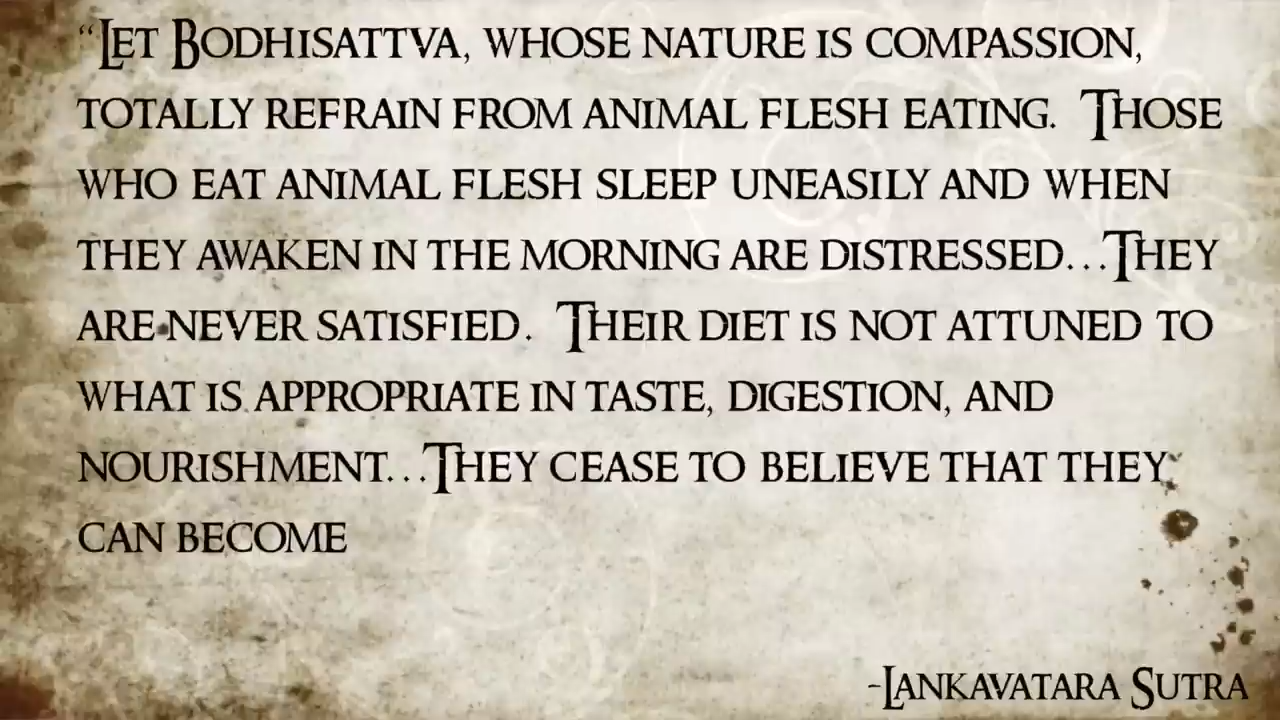 “Let Bodhisattva, whose nature is compassion,
totally refrain from animal flesh eating.  Those
who eat animal flesh sleep uneasily and when
they awaken in the morning are distressed…They
are never satisfied.  Their diet is not attuned to
what is appropriate in taste, digestion, and
nourishment…They cease to believe that they
can become
-Lankavatara Sutra